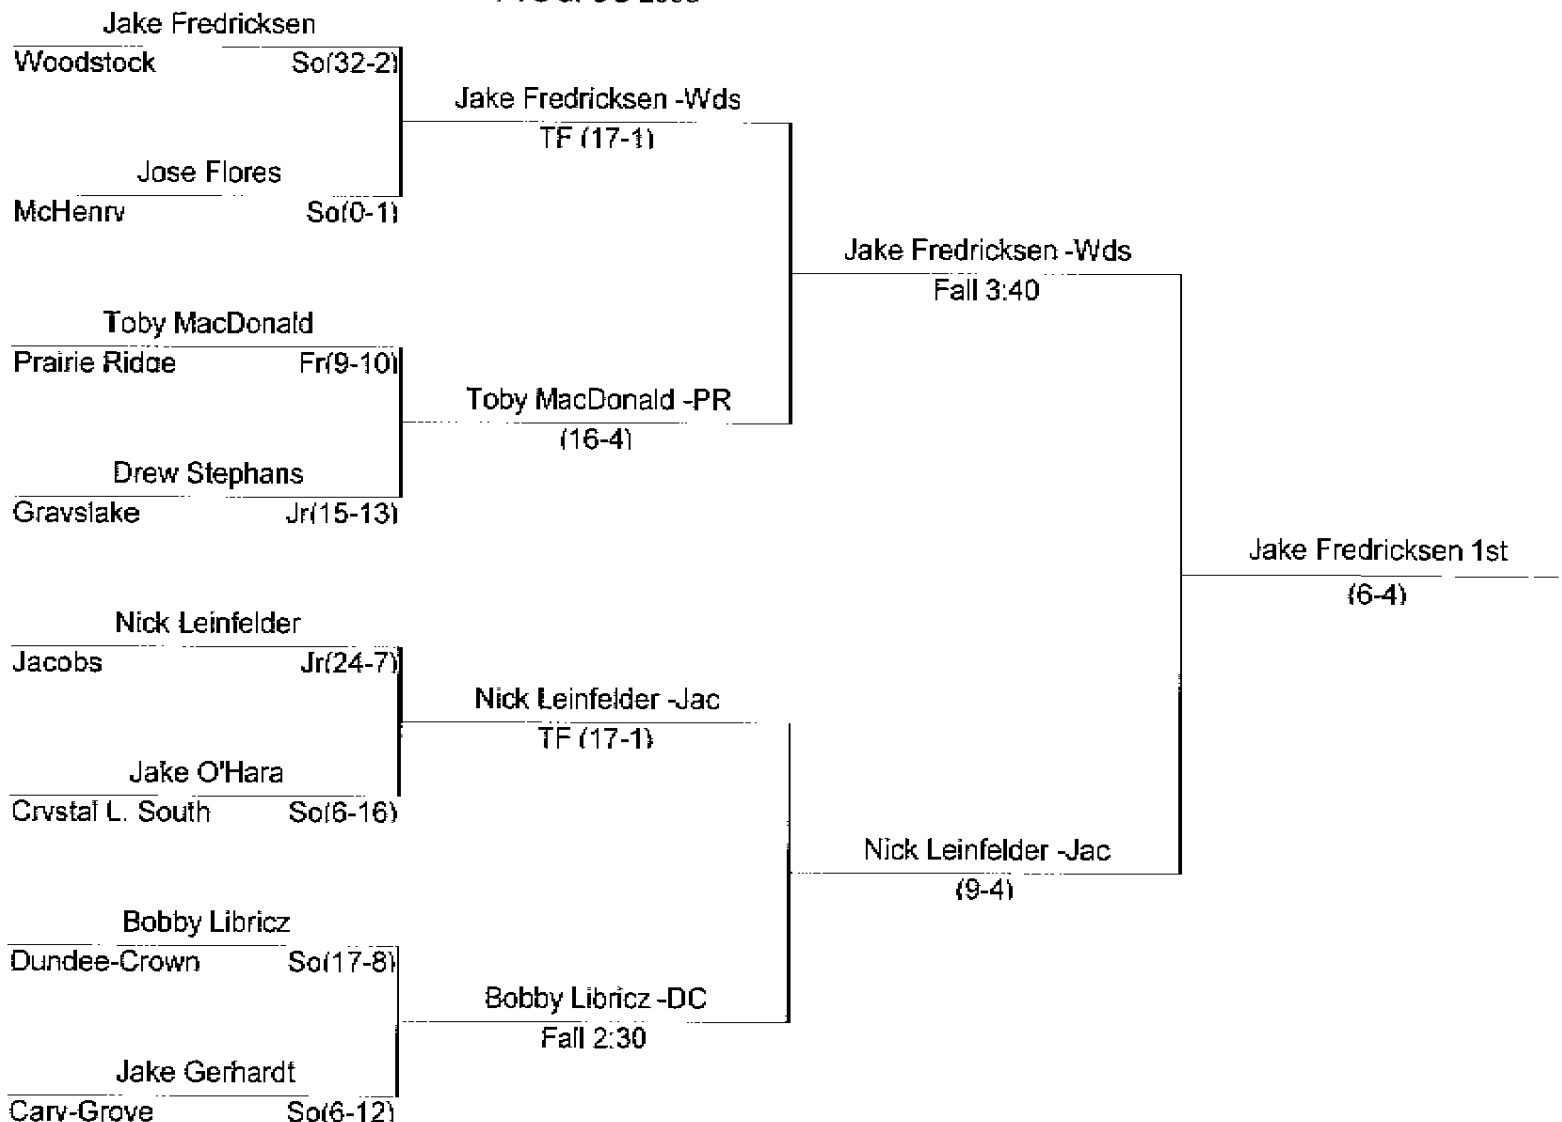 Jake Fredricksen
Woodstock So(32-2)
Jake Fredricksen -Wds
TF (17-1)
Jose Flores
McHenry So(0-1)
Jake Fredricksen -Wds
Fall 3:40
Toby MacDonald
Prairie Ridge Fr(9-10)
Toby MacDonald -PR
(16-4)
Drew Stephans
Grayslake Jr(15-13)
Jake Fredricksen 1st
(6-4)
Nick Leinfelder
Jacobs Jr(24-7)
Nick Leinfelder -Jac
TF (17-1)
Jake O'Hara
Crystal L. South So(6-16)
Nick Leinfelder -Jac
(9-4)
Bobby Libricz
Dundee-Crown So(17-8)
Bobby Libricz -DC
Fall 2:30
Jake Gerhardt
Cary-Grove So(6-12)